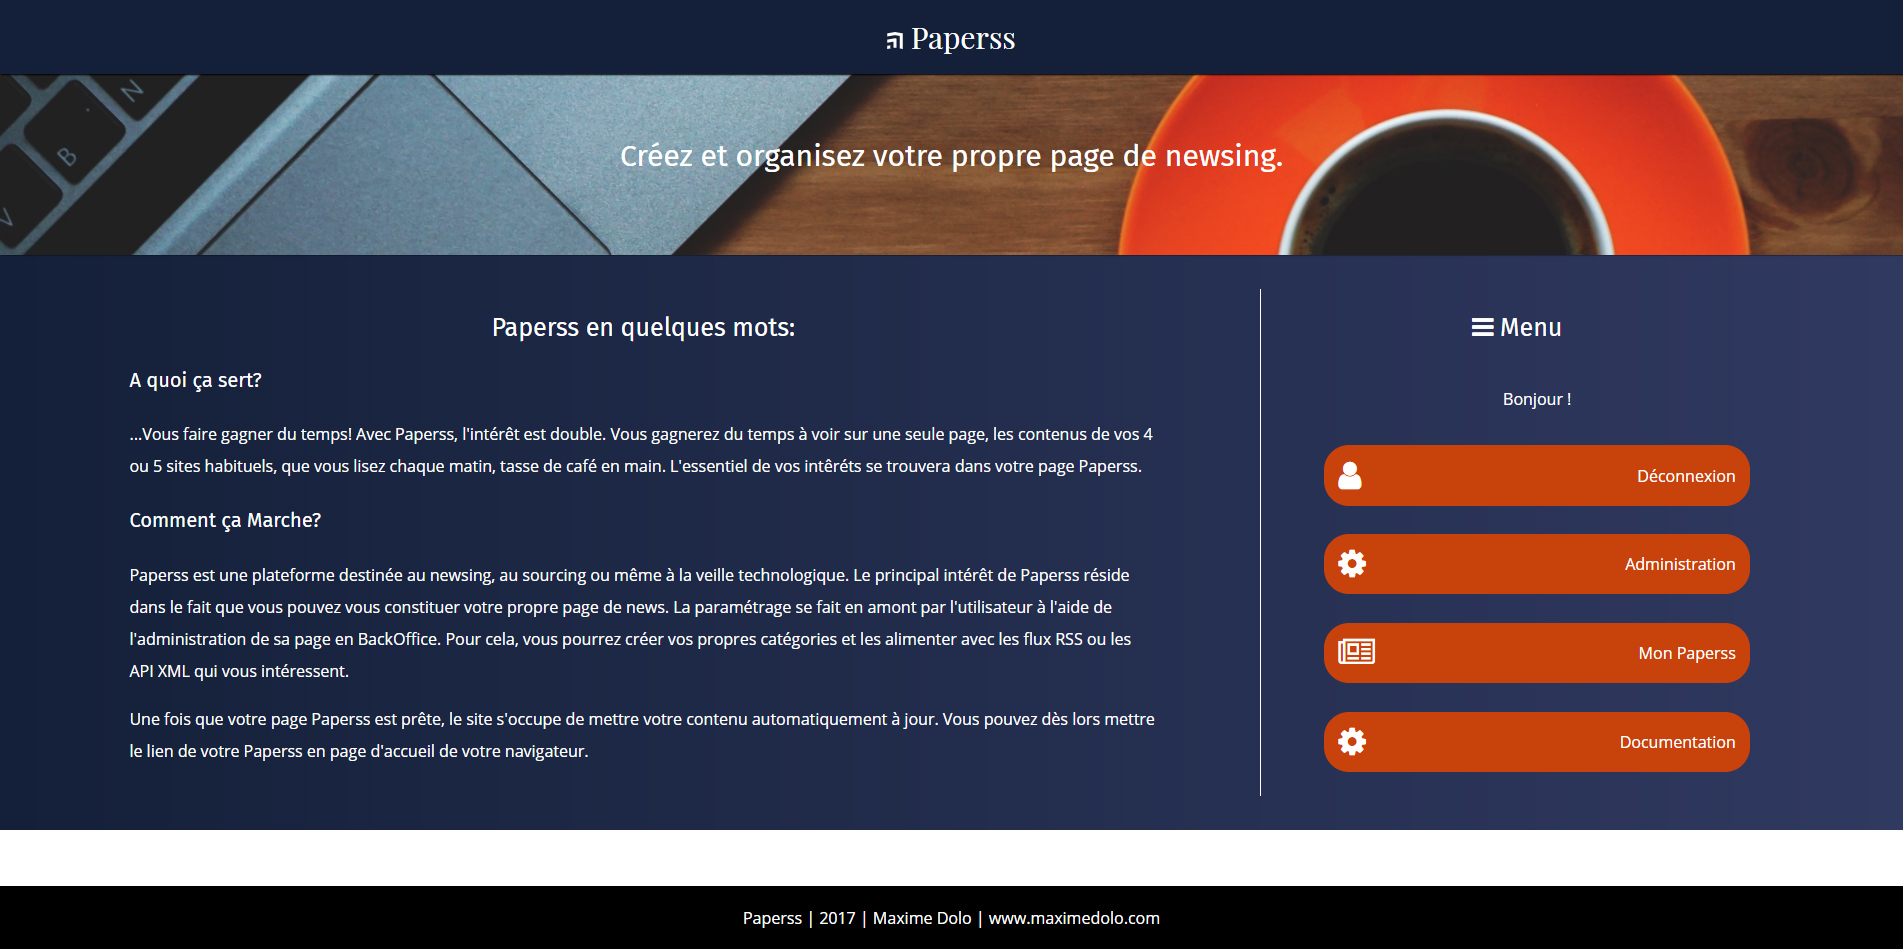 Paperss
N
B
V
Créez et organisez votre propre page de newsing.
Paperss en quelques mots:
A quoi ça sert?
...Vous faire gagner du temps! Avec Paperss, l'intérêt est double. Vous gagnerez du temps à voir sur une seule page, les contenus de vos 4
ou 5 sites habituels, que vous lisez chaque matin, tasse de café en main. L'essentiel de vos intêréts se trouvera dans votre page Paperss.
Comment ça Marche?
Paperss est une plateforme destinée au newsing, au sourcing ou même à la veille technologique. Le principal intérêt de Paperss réside
dans le fait que vous pouvez vous constituer votre propre page de news. La paramétrage se fait en amont par l'utilisateur à l'aide de
l'administration de sa page en BackOffice. Pour cela, vous pourrez créer vos propres catégories et les alimenter avec les flux RSS ou les
API XML qui vous intéressent.
Une fois que votre page Paperss est prête, le site s'occupe de mettre votre contenu automatiquement à jour. Vous pouvez dès lors mettre
le lien de votre Paperss en page d'accueil de votre navigateur.
Menu
Bonjour !
Déconnexion
Administration
Mon Paperss
Documentation
Paperss | 2017 | Maxime Dolo | www.maximedolo.com